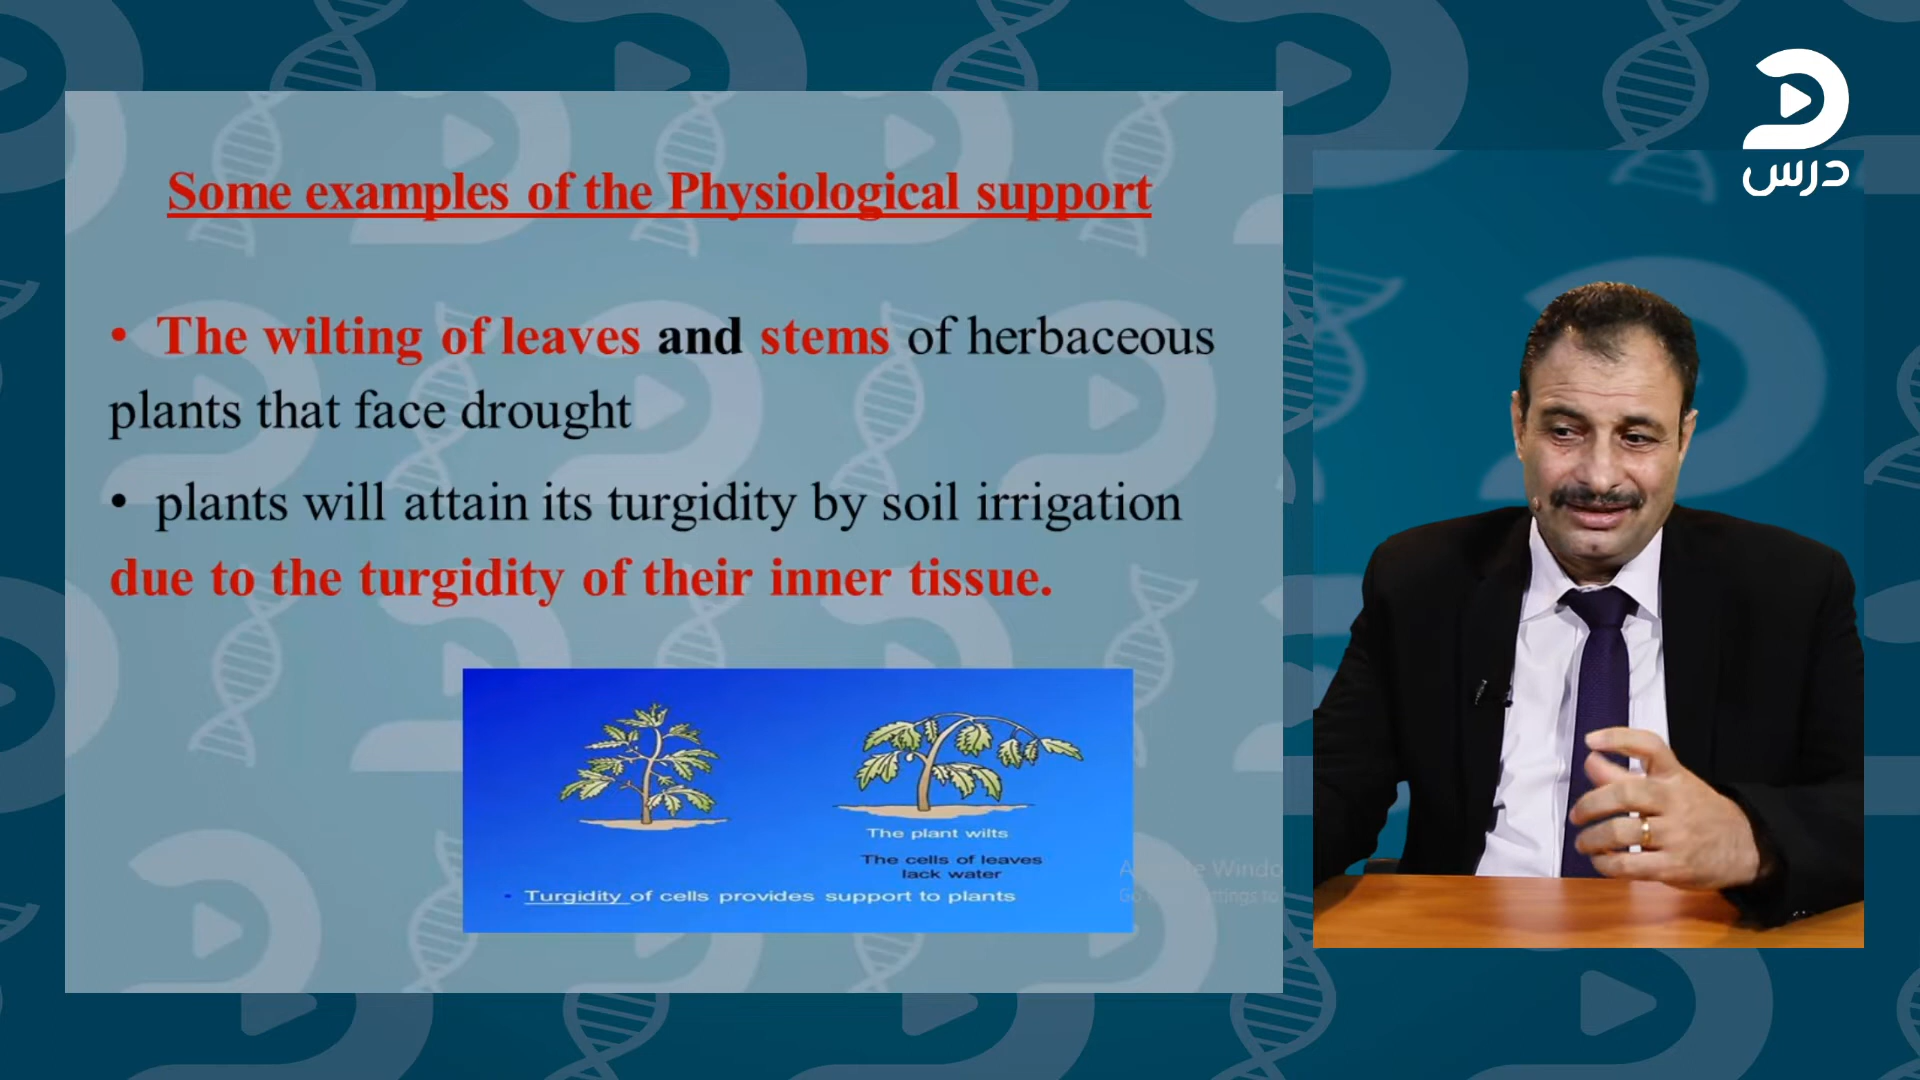 درس
Some examples of the Physiological support
• The wilting of leaves and stems of herbaceous
plants that face drought
• plants will attain its turgidity by soil irrigation
due to the turgidity of their inner tissue.
The plant wilts
The cells of leaves
lack water
• Turgidity of cells provides support to plants